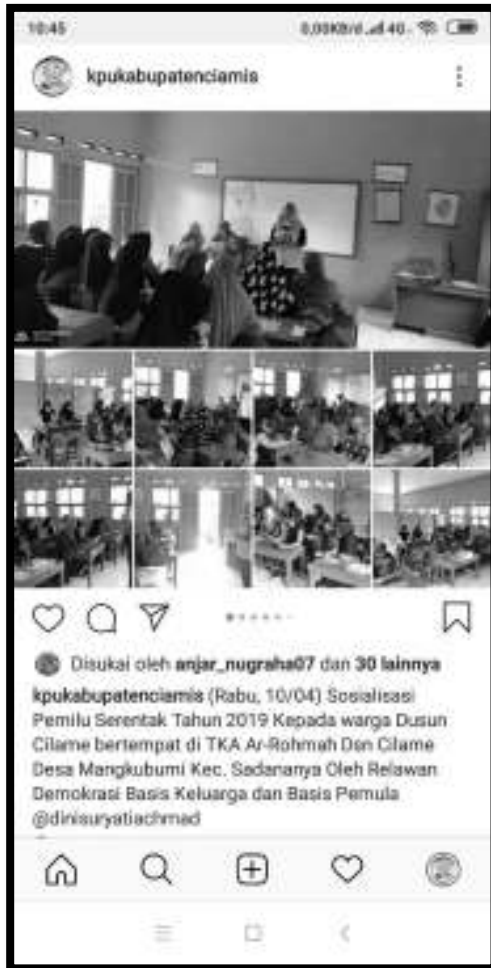 10:45
0,00KB/d 4G
kpukabupatenciamis
Disukai oleh anjar_nugraha07 dan 30 lainnya
kpukabupatenciamis (Rabu, 10/04) Sosialisasi
Pemilu Serentak Tahun 2019 Kepada warga Dusun
Cilame bertempat di TKA Ar-Rohmah Dsn Cilame
Desa Mangkubumi Kec. Sadananya Oleh Relawan
Demokrasi Basis Keluarga dan Basis Pemula
@dinisuryatiachmad